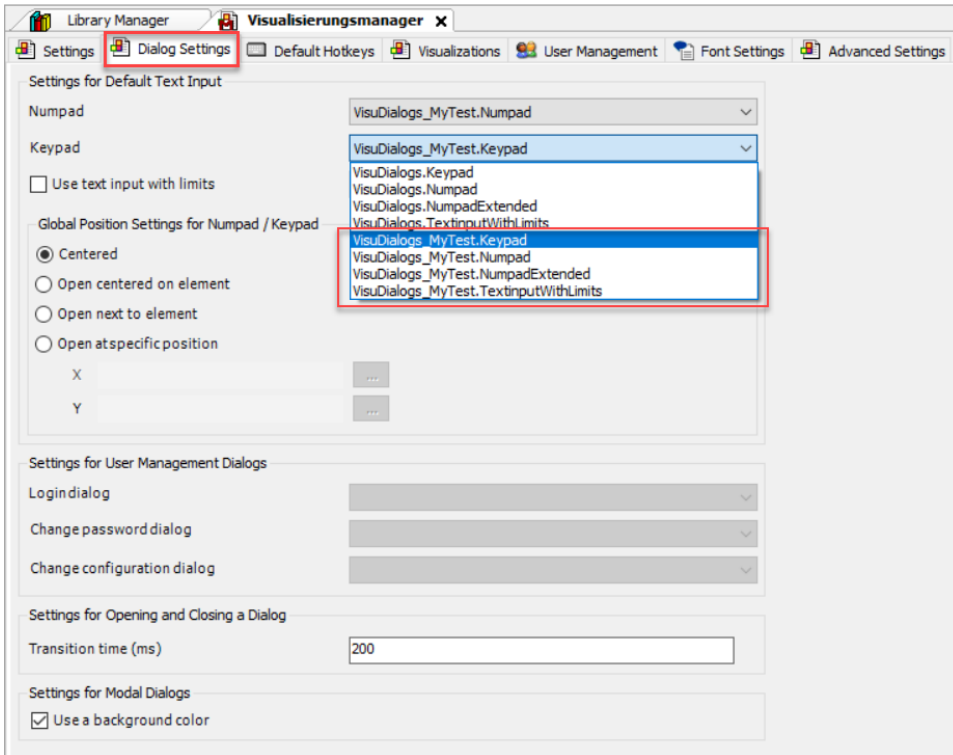 Library Manager Visualisierungsmanager x
Settings Dialog Settings Default Hotkeys Visualizations User Management Font Settings Advanced Settings
Settings for Default Text Input
Numpad VisuDialogs_MyTest.Numpad
Keypad VisuDialogs_MyTest.Keypad
VisuDialogs.Keypad
Use text input with limits VisuDialogs.Numpad
VisuDialogs.NumpadExtended
Global Position Settings for Numpad / Keypad VisuDialogs.TextinputWithLimits
VisuDialogs_MyTest.Keypad
Centered VisuDialogs_MyTest.Numpad
VisuDialogs_MyTest.NumpadExtended
Open centered on element VisuDialogs_MyTest.TextinputWithLimits
Open next to element
Open at specific position
X ...
Y ...
Settings for User Management Dialogs
Login dialog
Change password dialog
Change configuration dialog
Settings for Opening and Closing a Dialog
Transition time (ms) 200
Settings for Modal Dialogs
Use a background color